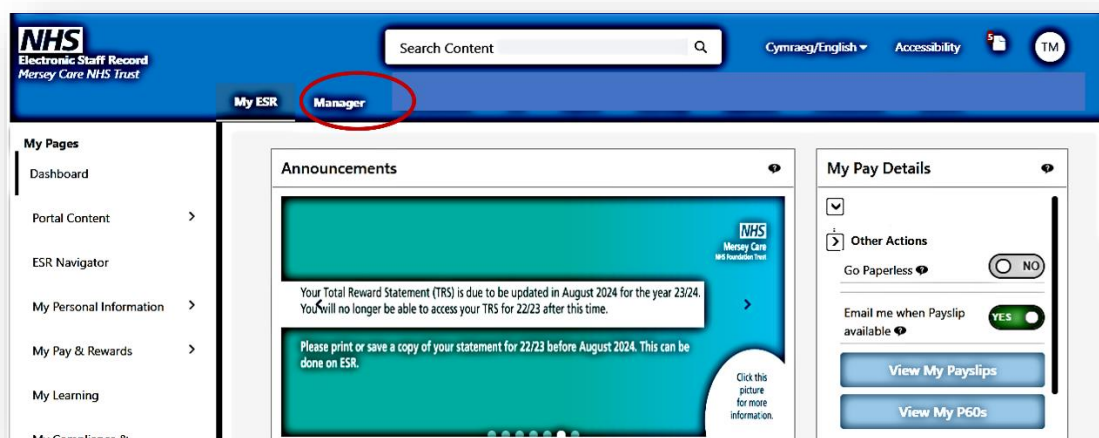 NHS
Electronic Staff Record
Mersey Care NHS Trust
Search Content
Cymraeg/English
Accessibility
5
TM
My ESR
Manager
My Pages
Dashboard
Portal Content
ESR Navigator
My Personal Information
My Pay & Rewards
My Learning
My Compliance &
Announcements
NHS
Mersey Care
NHS Foundation Trust
Your Total Reward Statement (TRS) is due to be updated in August 2024 for the year 23/24.
You will no longer be able to access your TRS for 22/23 after this time.
Please print or save a copy of your statement for 22/23 before August 2024. This can be
done on ESR.
Click this
picture
for more
information.
My Pay Details
Other Actions
Go Paperless
NO
Email me when Payslip
available
YES
View My Payslips
View My P60s